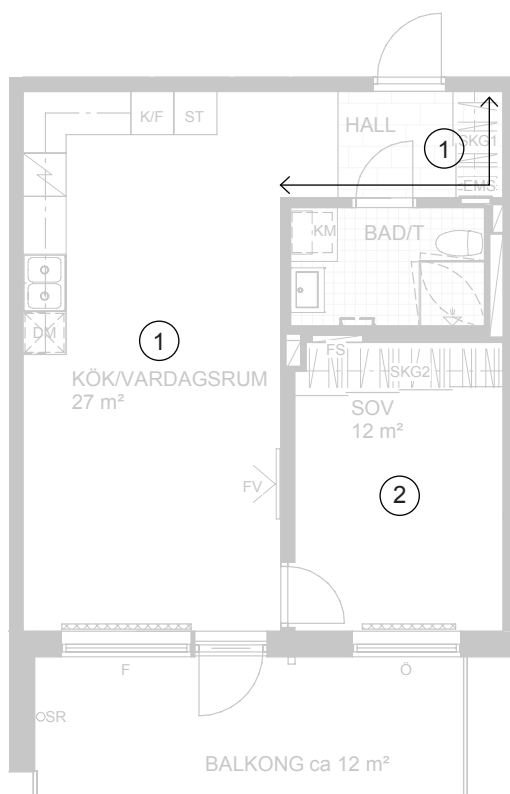 K/F
ST
HALL
1
SKG1
EMS
KM
BAD/T
DM
1
KÖK/VARDAGSRUM
27 m²
FS
SKG2
SOV
12 m²
FV
2
F
Ö
OSR
BALKONG ca 12 m²